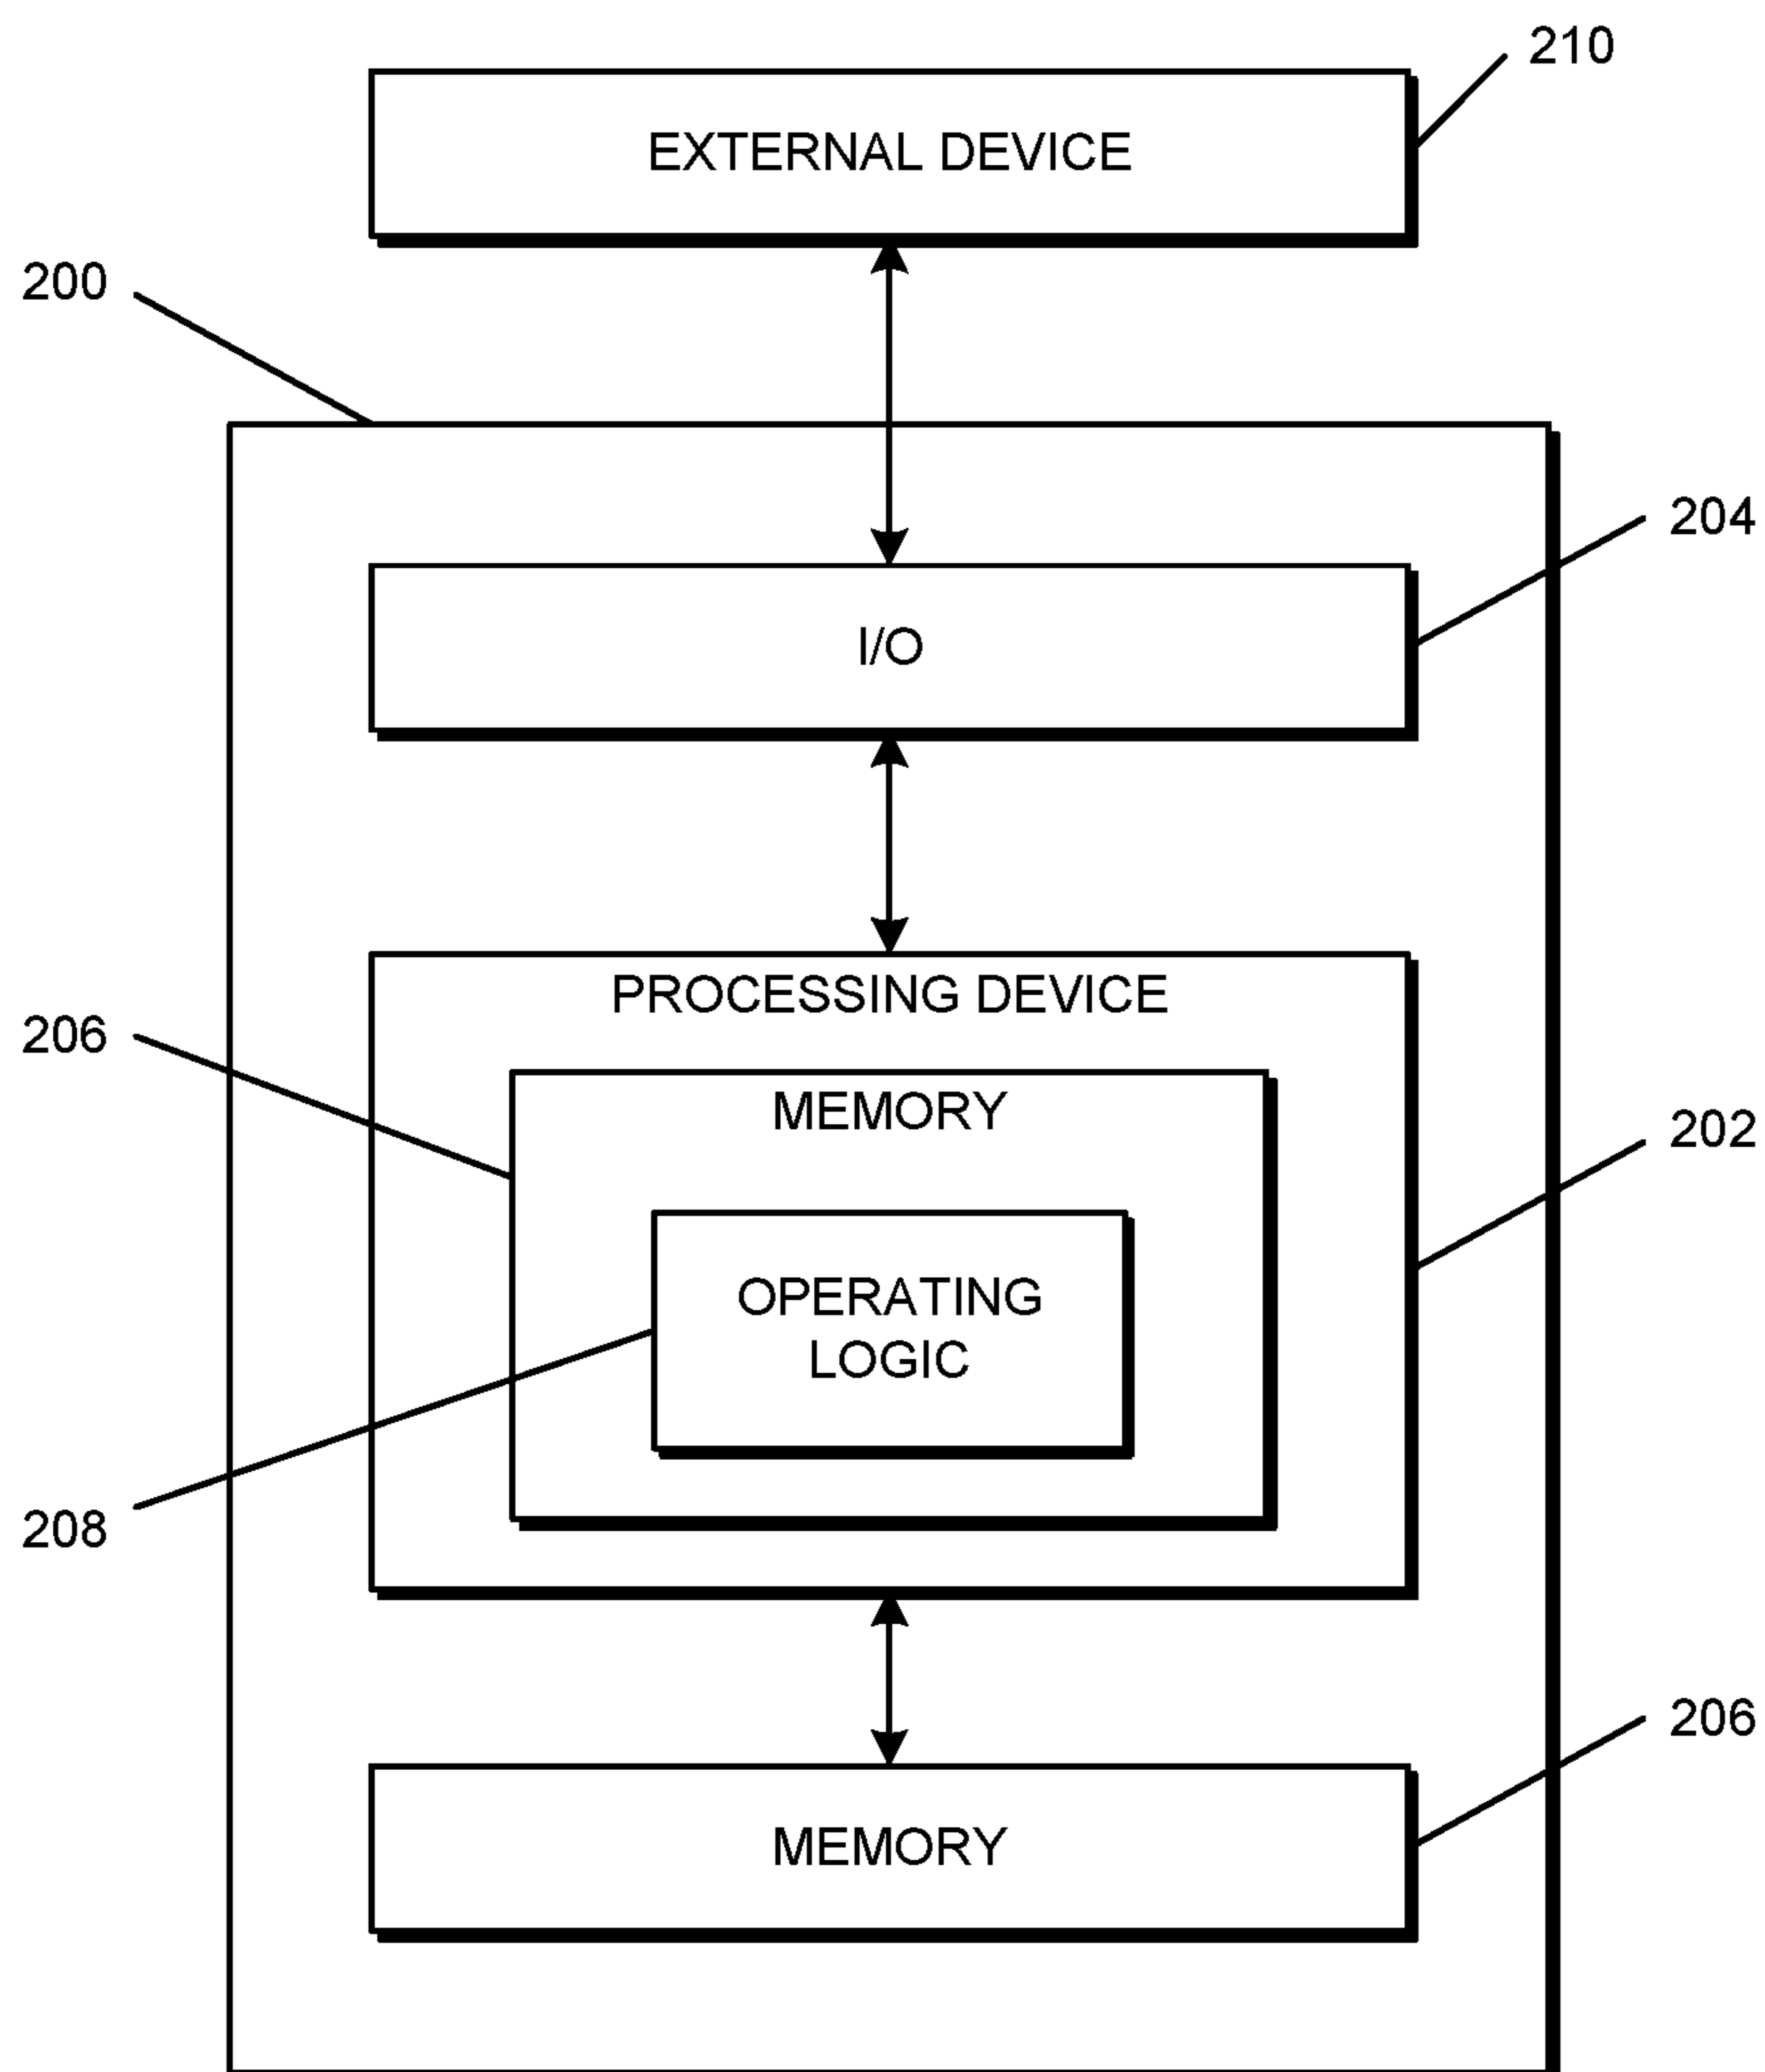 210
EXTERNAL DEVICE
200
204
I/O
PROCESSING DEVICE
206
MEMORY
202
OPERATING
LOGIC
208
206
MEMORY